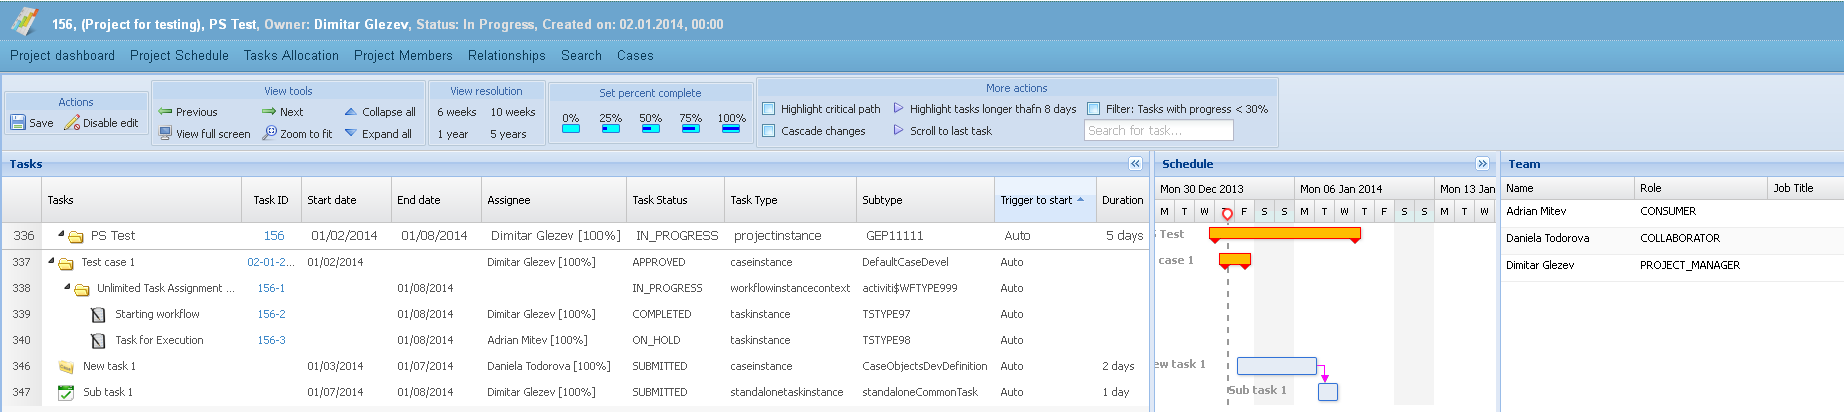 156, (Project for testing), PS Test, Owner: Dimitar Glezev, Status: In Progress, Created on: 02.01.2014, 00:00
Project dashboard Project Schedule Tasks Allocation Project Members Relationships Search Cases
Actions
Save Disable edit
View tools
Previous Next Collapse all
View full screen Zoom to fit Expand all
View resolution
6 weeks 10 weeks
1 year 5 years
Set percent complete
0% 25% 50% 75% 100%
More actions
Highlight critical path Highlight tasks longer thafn 8 days Filter: Tasks with progress < 30%
Cascade changes Scroll to last task Search for task...
Tasks
Tasks Task ID Start date End date Assignee Task Status Task Type Subtype Trigger to start Duration
336 PS Test 156 01/02/2014 01/08/2014 Dimitar Glezev [100%] IN_PROGRESS projectinstance GEP11111 Auto 5 days
337 Test case 1 02-01-2... 01/02/2014 Dimitar Glezev [100%] APPROVED caseinstance DefaultCaseDevel Auto
338 Unlimited Task Assignment ... 156-1 01/08/2014 IN_PROGRESS workflowinstancecontext activiti$WFTYPE999 Auto
339 Starting workflow 156-2 01/08/2014 Dimitar Glezev [100%] COMPLETED taskinstance TSTYPE97 Auto
340 Task for Execution 156-3 01/08/2014 Adrian Mitev [100%] ON_HOLD taskinstance TSTYPE98 Auto
346 New task 1 01/03/2014 01/07/2014 Daniela Todorova [100%] SUBMITTED caseinstance CaseObjectsDevDefinition Auto 2 days
347 Sub task 1 01/07/2014 01/08/2014 Dimitar Glezev [100%] SUBMITTED standalonetaskinstance standaloneCommonTask Auto 1 day
Schedule
Mon 30 Dec 2013 Mon 06 Jan 2014 Mon 13 Jan
M T W T F S S M T W T F S S M T W
Test
case 1
ew task 1
Sub task 1
Team
Name Role Job Title
Adrian Mitev CONSUMER
Daniela Todorova COLLABORATOR
Dimitar Glezev PROJECT_MANAGER